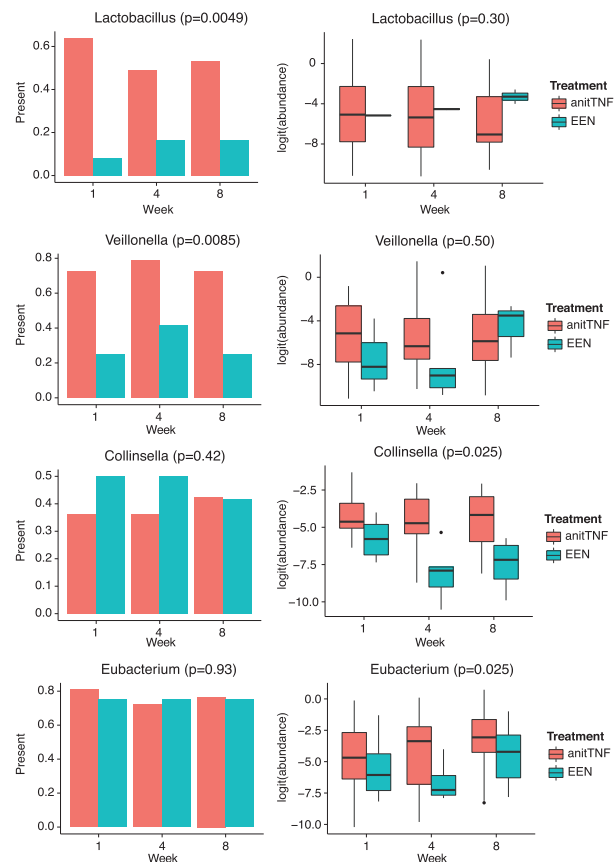 Lactobacillus (p=0.0049)
Present
0.6
0.4
0.2
0.0
1 4 8
Week
Lactobacillus (p=0.30)
logit(abundance)
0
−4
−8
1 4 8
Week
Treatment
anitTNF
EEN
Veillonella (p=0.0085)
Present
0.8
0.6
0.4
0.2
0.0
1 4 8
Week
Veillonella (p=0.50)
logit(abundance)
0
−4
−8
1 4 8
Week
Treatment
anitTNF
EEN
Collinsella (p=0.42)
Present
0.5
0.4
0.3
0.2
0.1
0.0
1 4 8
Week
Collinsella (p=0.025)
logit(abundance)
−2.5
−5.0
−7.5
−10.0
1 4 8
Week
Treatment
anitTNF
EEN
Eubacterium (p=0.93)
Present
0.8
0.6
0.4
0.2
0.0
1 4 8
Week
Eubacterium (p=0.025)
logit(abundance)
0.0
−2.5
−5.0
−7.5
−10.0
1 4 8
Week
Treatment
anitTNF
EEN